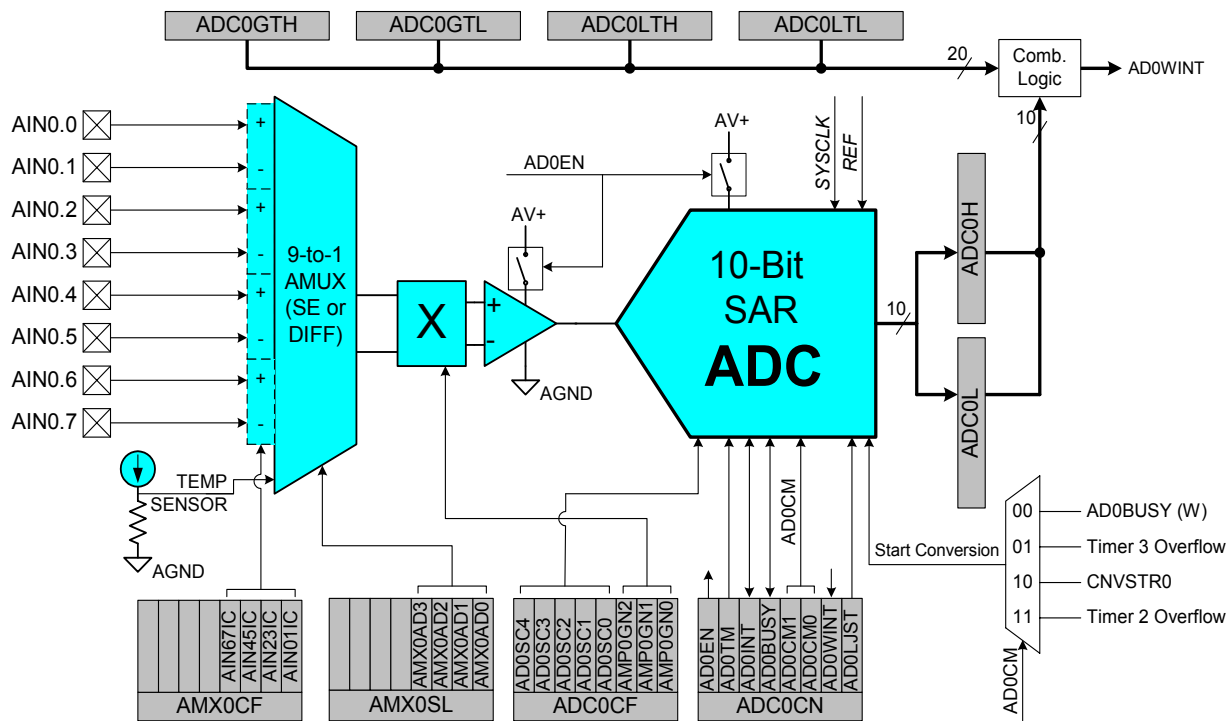 ADC0GTH
ADC0GTL
ADC0LTH
ADC0LTL
20
Comb.
Logic
AD0WINT
10
AIN0.0
AIN0.1
AIN0.2
AIN0.3
AIN0.4
AIN0.5
AIN0.6
AIN0.7
+
-
+
-
+
-
+
-
9-to-1
AMUX
(SE or
DIFF)
TEMP
SENSOR
AGND
X
+
-
AV+
AGND
AD0EN
AV+
SYSCLK
REF
10-Bit
SAR
ADC
10
ADC0H
ADC0L
AD0CM
Start Conversion
00
01
10
11
AD0BUSY (W)
Timer 3 Overflow
CNVSTR0
Timer 2 Overflow
AD0CM
AIN67IC
AIN45IC
AIN23IC
AIN01IC
AMX0CF
AMX0AD3
AMX0AD2
AMX0AD1
AMX0AD0
AMX0SL
AD0SC4
AD0SC3
AD0SC2
AD0SC1
AD0SC0
AMP0GN2
AMP0GN1
AMP0GN0
ADC0CF
AD0EN
AD0TM
AD0INT
AD0BUSY
AD0CM1
AD0CM0
AD0WINT
AD0LJST
ADC0CN